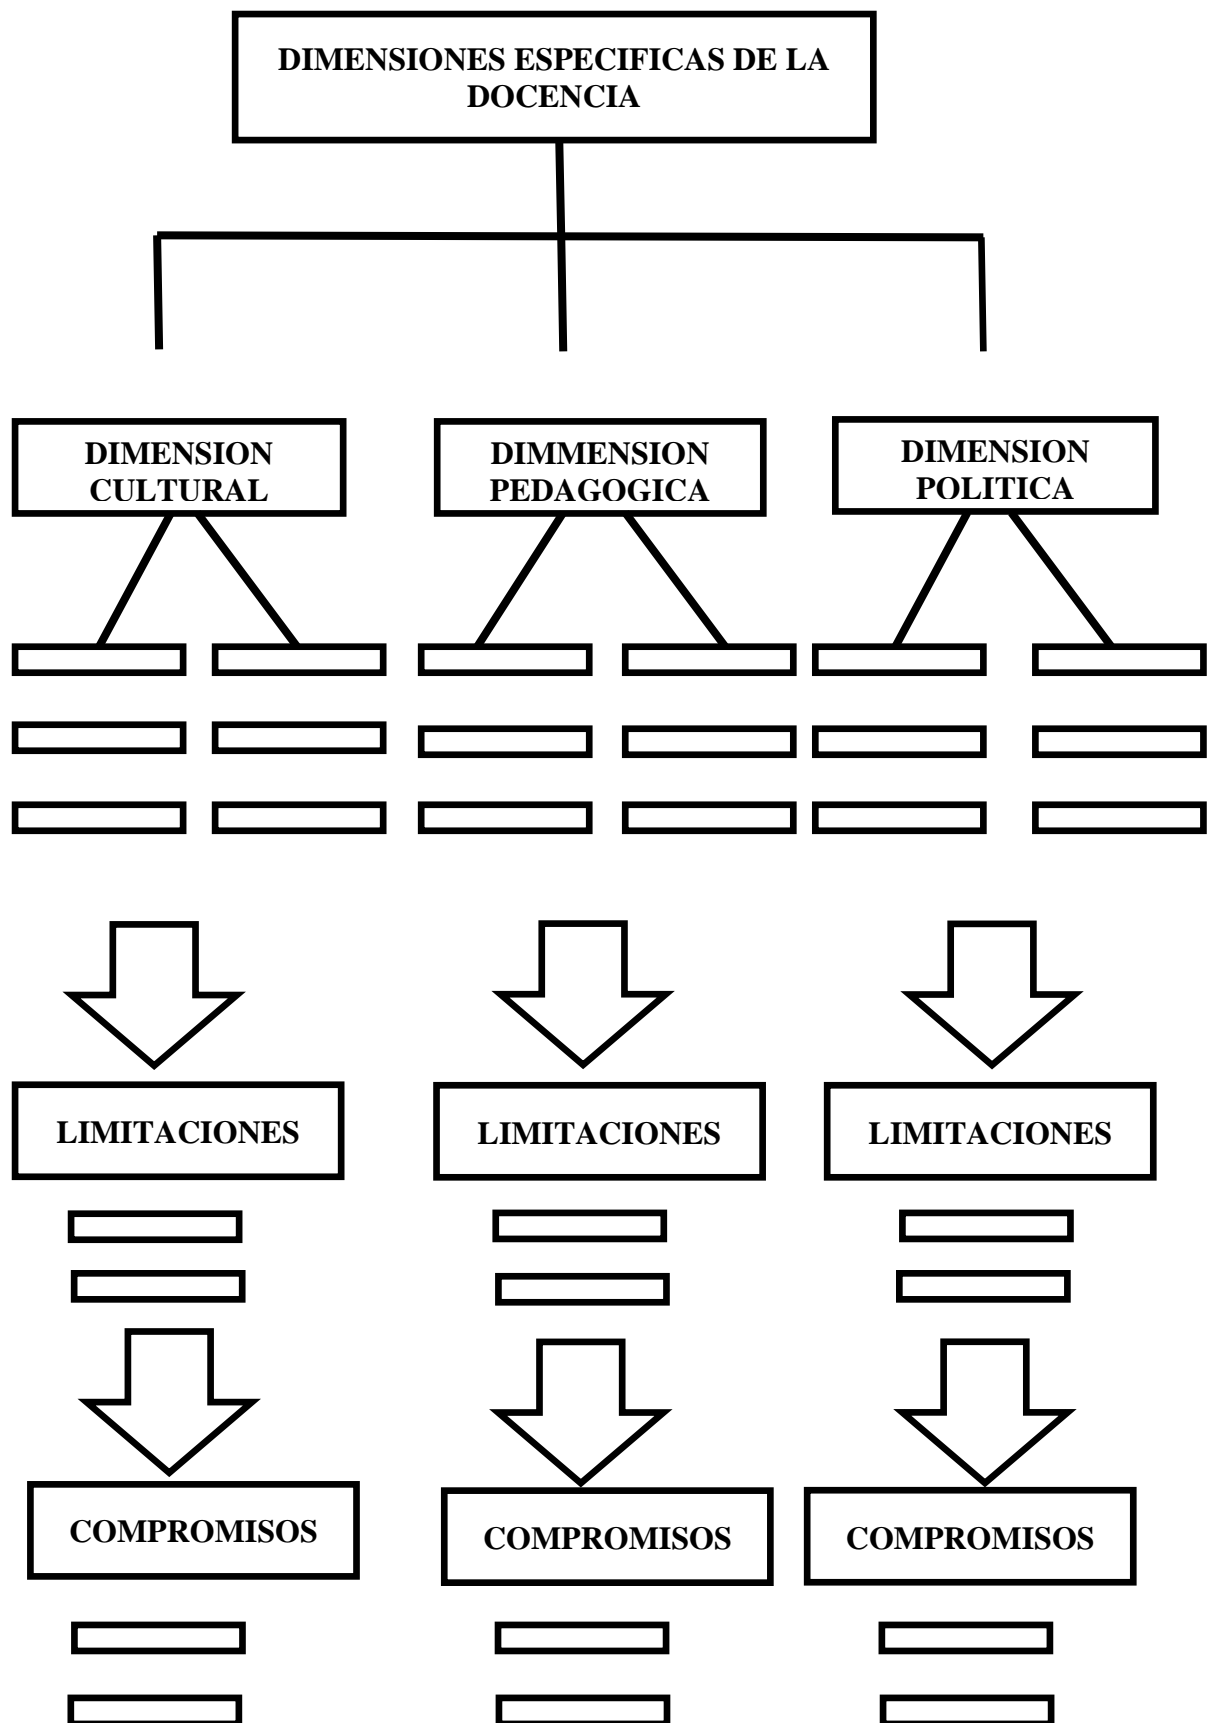 DIMENSIONES ESPECIFICAS DE LA
DOCENCIA
DIMENSION
CULTURAL
DIMMENSION
PEDAGOGICA
DIMENSION
POLITICA
LIMITACIONES
LIMITACIONES
LIMITACIONES
COMPROMISOS
COMPROMISOS
COMPROMISOS